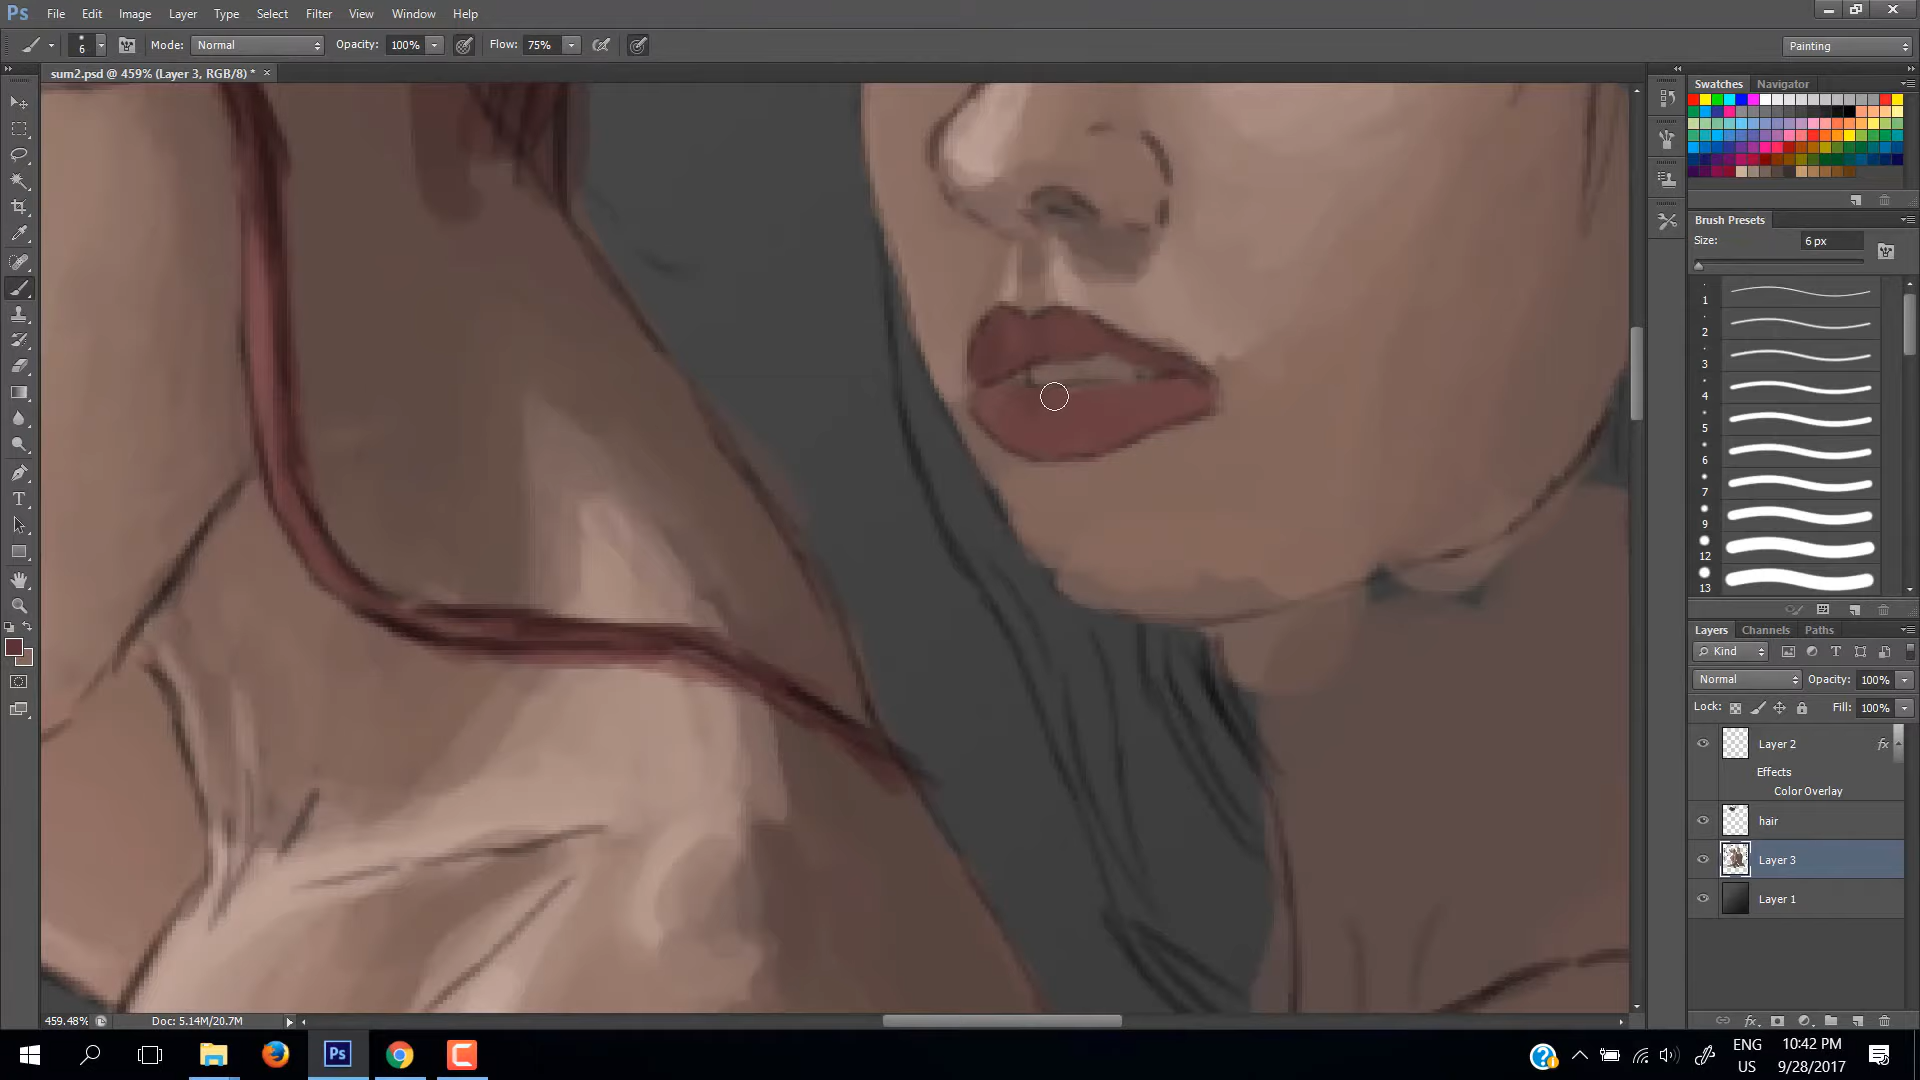 Ps File Edit Image Layer Type Select Filter View Window Help
6 Mode: Normal Opacity: 100% Flow: 75% Painting
sum2.psd @ 459% (Layer 3, RGB/8) * ×
Swatches Navigator
Brush Presets
Size: 6 px
1
2
3
4
5
6
7
9
12
13
Layers Channels Paths
Kind
Normal Opacity: 100%
Lock: Fill: 100%
Layer 2 fx
Effects
Color Overlay
hair
Layer 3
Layer 1
459.48% Doc: 5.14M/20.7M
fx
Ps
ENG
US
10:42 PM
9/28/2017